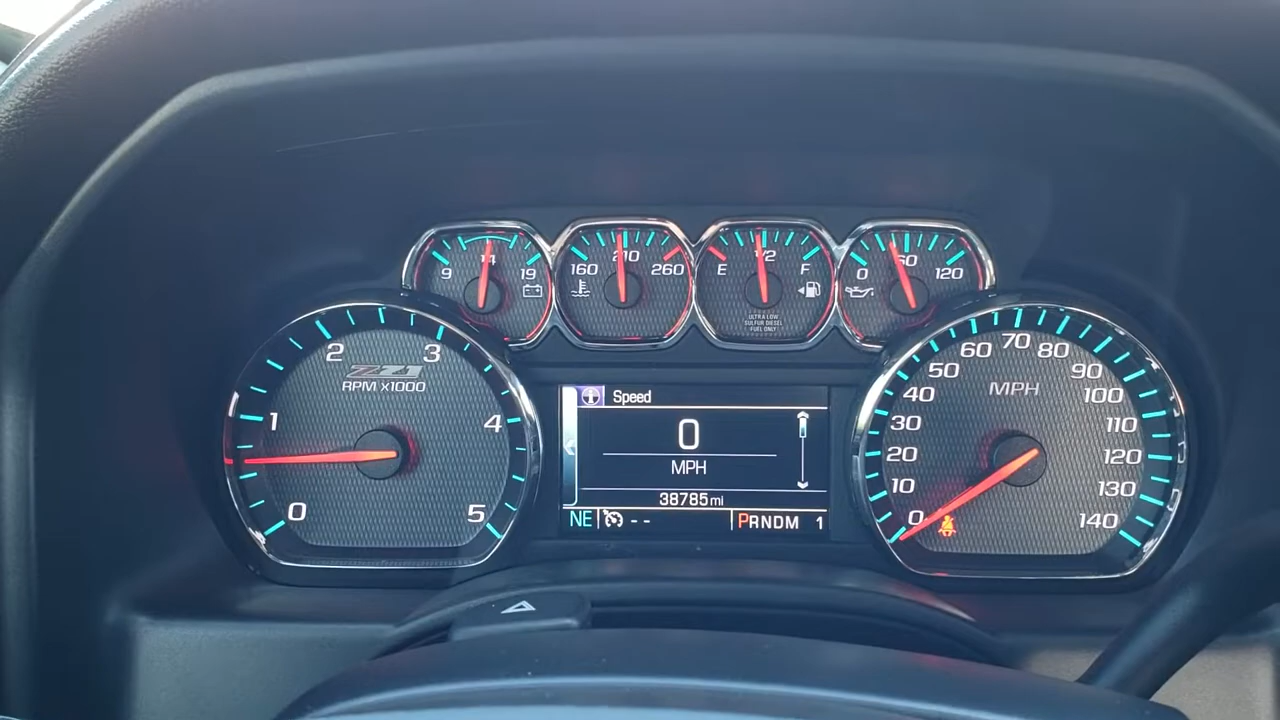 9 14 19
160 210 260
E 1/2 F
ULTRA LOW
SULFUR DIESEL
FUEL ONLY
0 60 120
0 1 2 3 4 5
Z71
RPM X1000
Speed
0
MPH
38785 mi
NE
--
PRNDM 1
MPH
0 10 20 30 40 50 60 70 80 90 100 110 120 130 140